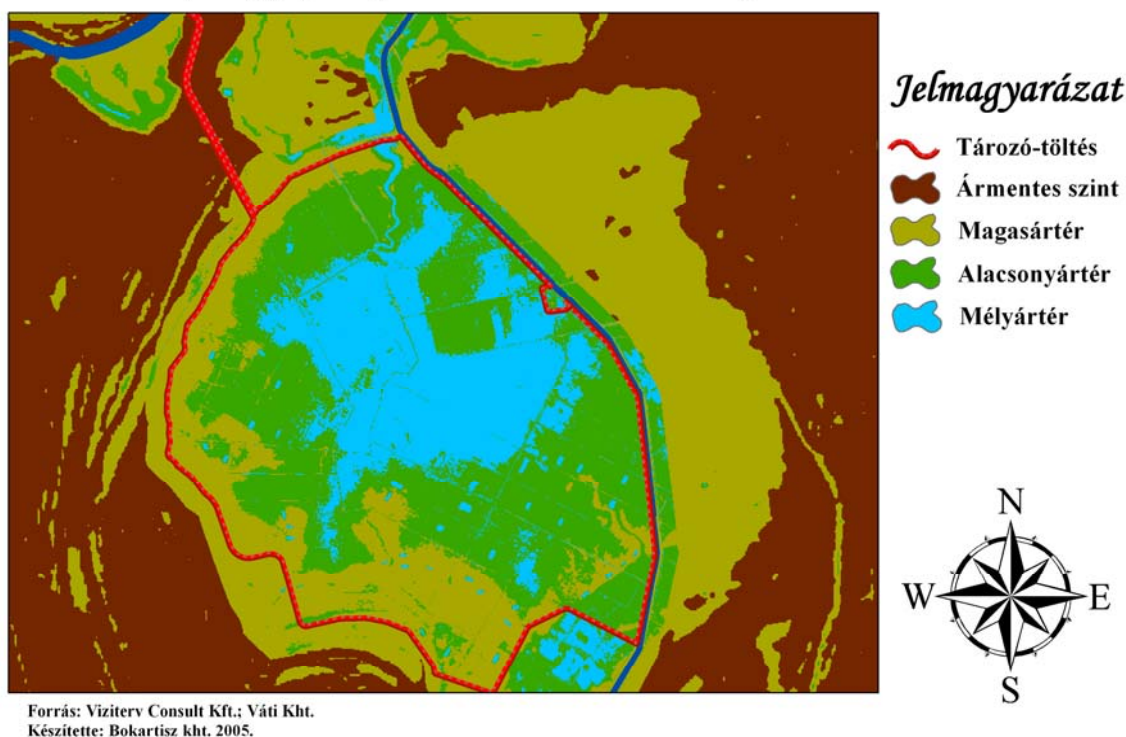 Jelmagyarázat
Tározó-töltés
Ármentes szint
Magasártér
Alacsonyártér
Mélyártér
N
W
E
S
Forrás: Viziterv Consult Kft.; Váti Kht.
Készítette: Bokartisz kht. 2005.